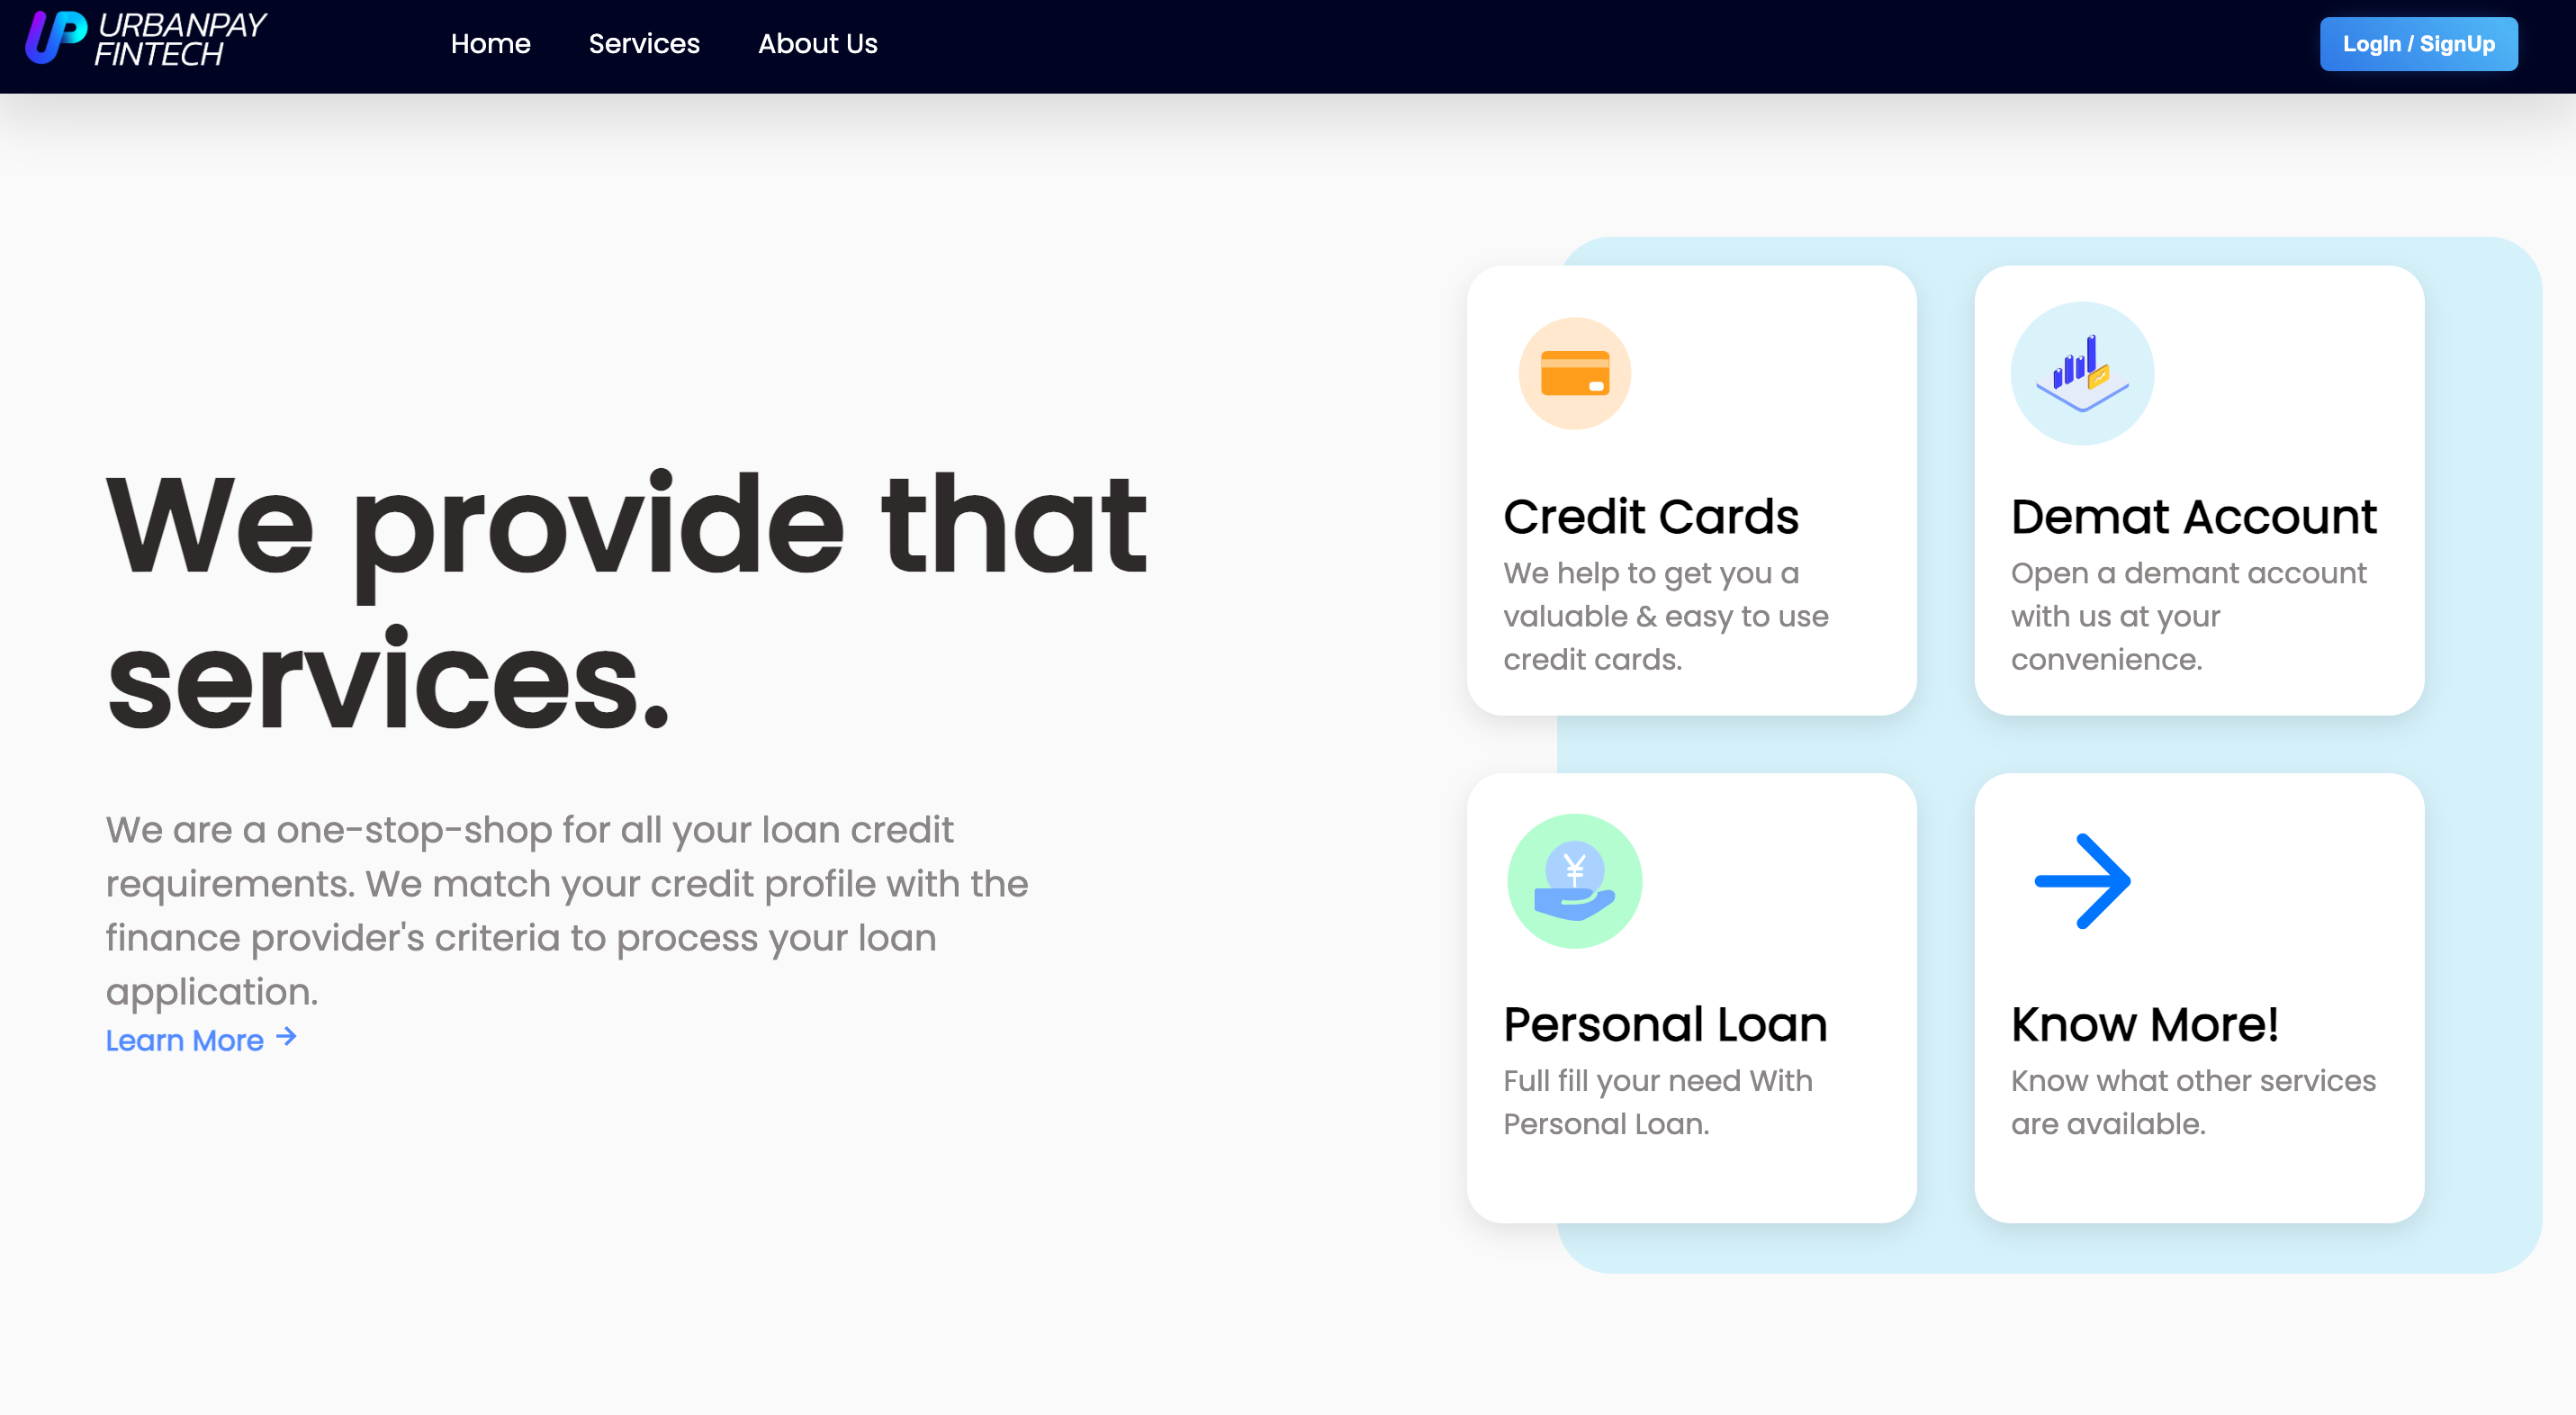 URBANPAY
FINTECH
Home
Services
About Us
LogIn / SignUp
We provide that
services.
We are a one-stop-shop for all your loan credit
requirements. We match your credit profile with the
finance provider's criteria to process your loan
application.
Learn More →
Credit Cards
We help to get you a
valuable & easy to use
credit cards.
Demat Account
Open a demant account
with us at your
convenience.
¥
Personal Loan
Full fill your need With
Personal Loan.
Know More!
Know what other services
are available.